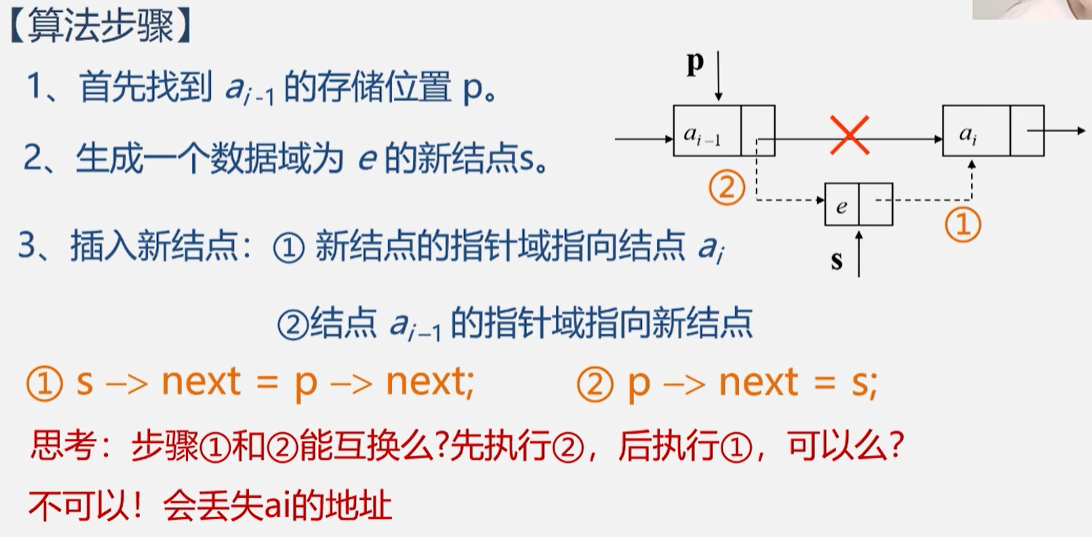 【算法步骤】
1、首先找到 aᵢ₋₁ 的存储位置 p。
2、生成一个数据域为 e 的新结点s。
3、插入新结点：① 新结点的指针域指向结点 aᵢ
②结点 aᵢ₋₁ 的指针域指向新结点
① s –> next = p –> next; ② p –> next = s;
思考：步骤①和②能互换么?先执行②，后执行①，可以么?
不可以！会丢失ai的地址
p
aᵢ₋₁
aᵢ
②
e
①
s